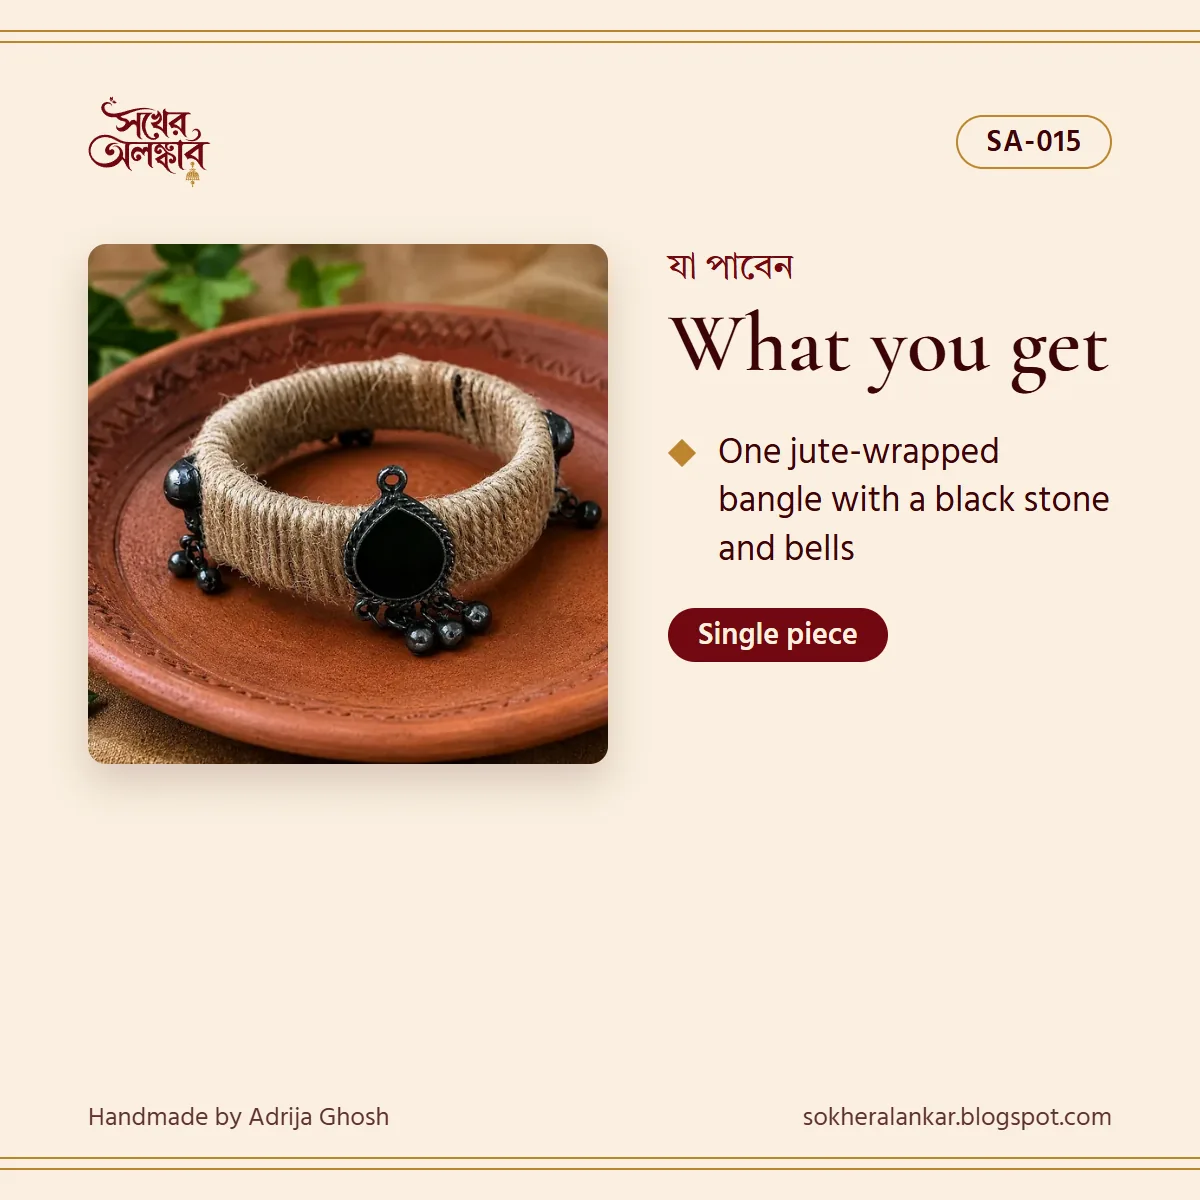 সখের
অলঙ্কার
SA-015
যা পাবেন
What you get
One jute-wrapped
bangle with a black stone
and bells
Single piece
Handmade by Adrija Ghosh
sokheralankar.blogspot.com